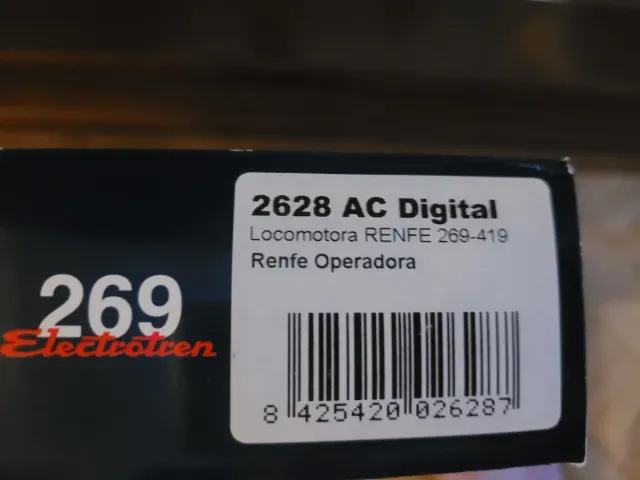 2628 AC Digital
Locomotora RENFE 269-419
Renfe Operadora
269
Electrotren
8 425420 026287